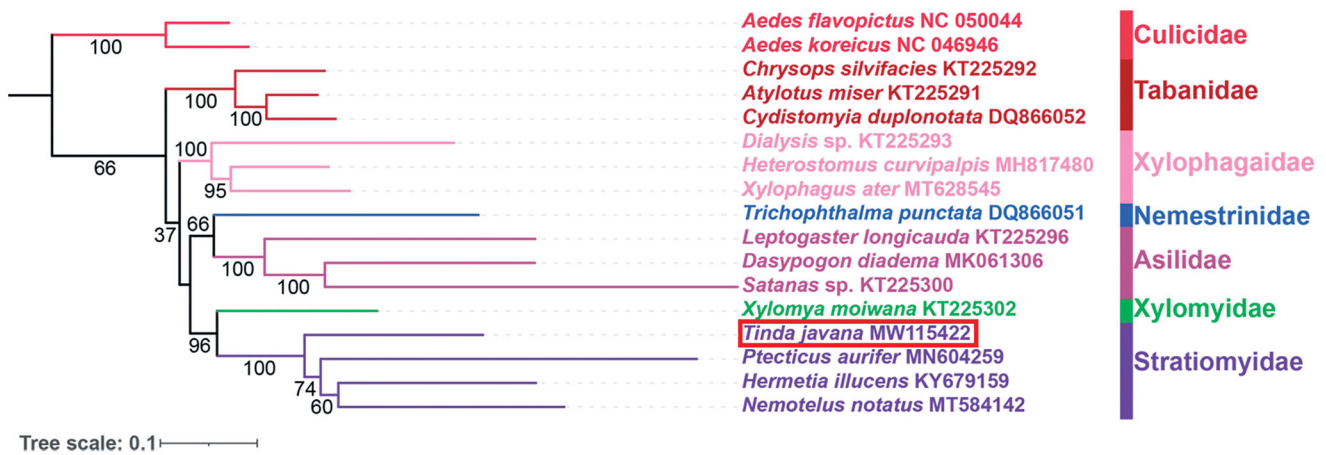 Aedes flavopictus NC 050044
Aedes koreicus NC 046946
Culicidae
100
Chrysops silvifacies KT225292
Atylotus miser KT225291
Cydistomyia duplonotata DQ866052
Tabanidae
100
100
66
Dialysis sp. KT225293
Heterostomus curvipalpis MH817480
Xylophagus ater MT628545
Xylophagaidae
100
95
37
Trichophthalma punctata DQ866051
Nemestrinidae
66
Leptogaster longicauda KT225296
Dasypogon diadema MK061306
Satanas sp. KT225300
Asilidae
100
100
Xylomya moiwana KT225302
Xylomyidae
96
Tinda javana MW115422
Ptecticus aurifer MN604259
Hermetia illucens KY679159
Nemotelus notatus MT584142
Stratiomyidae
100
74
60
Tree scale: 0.1